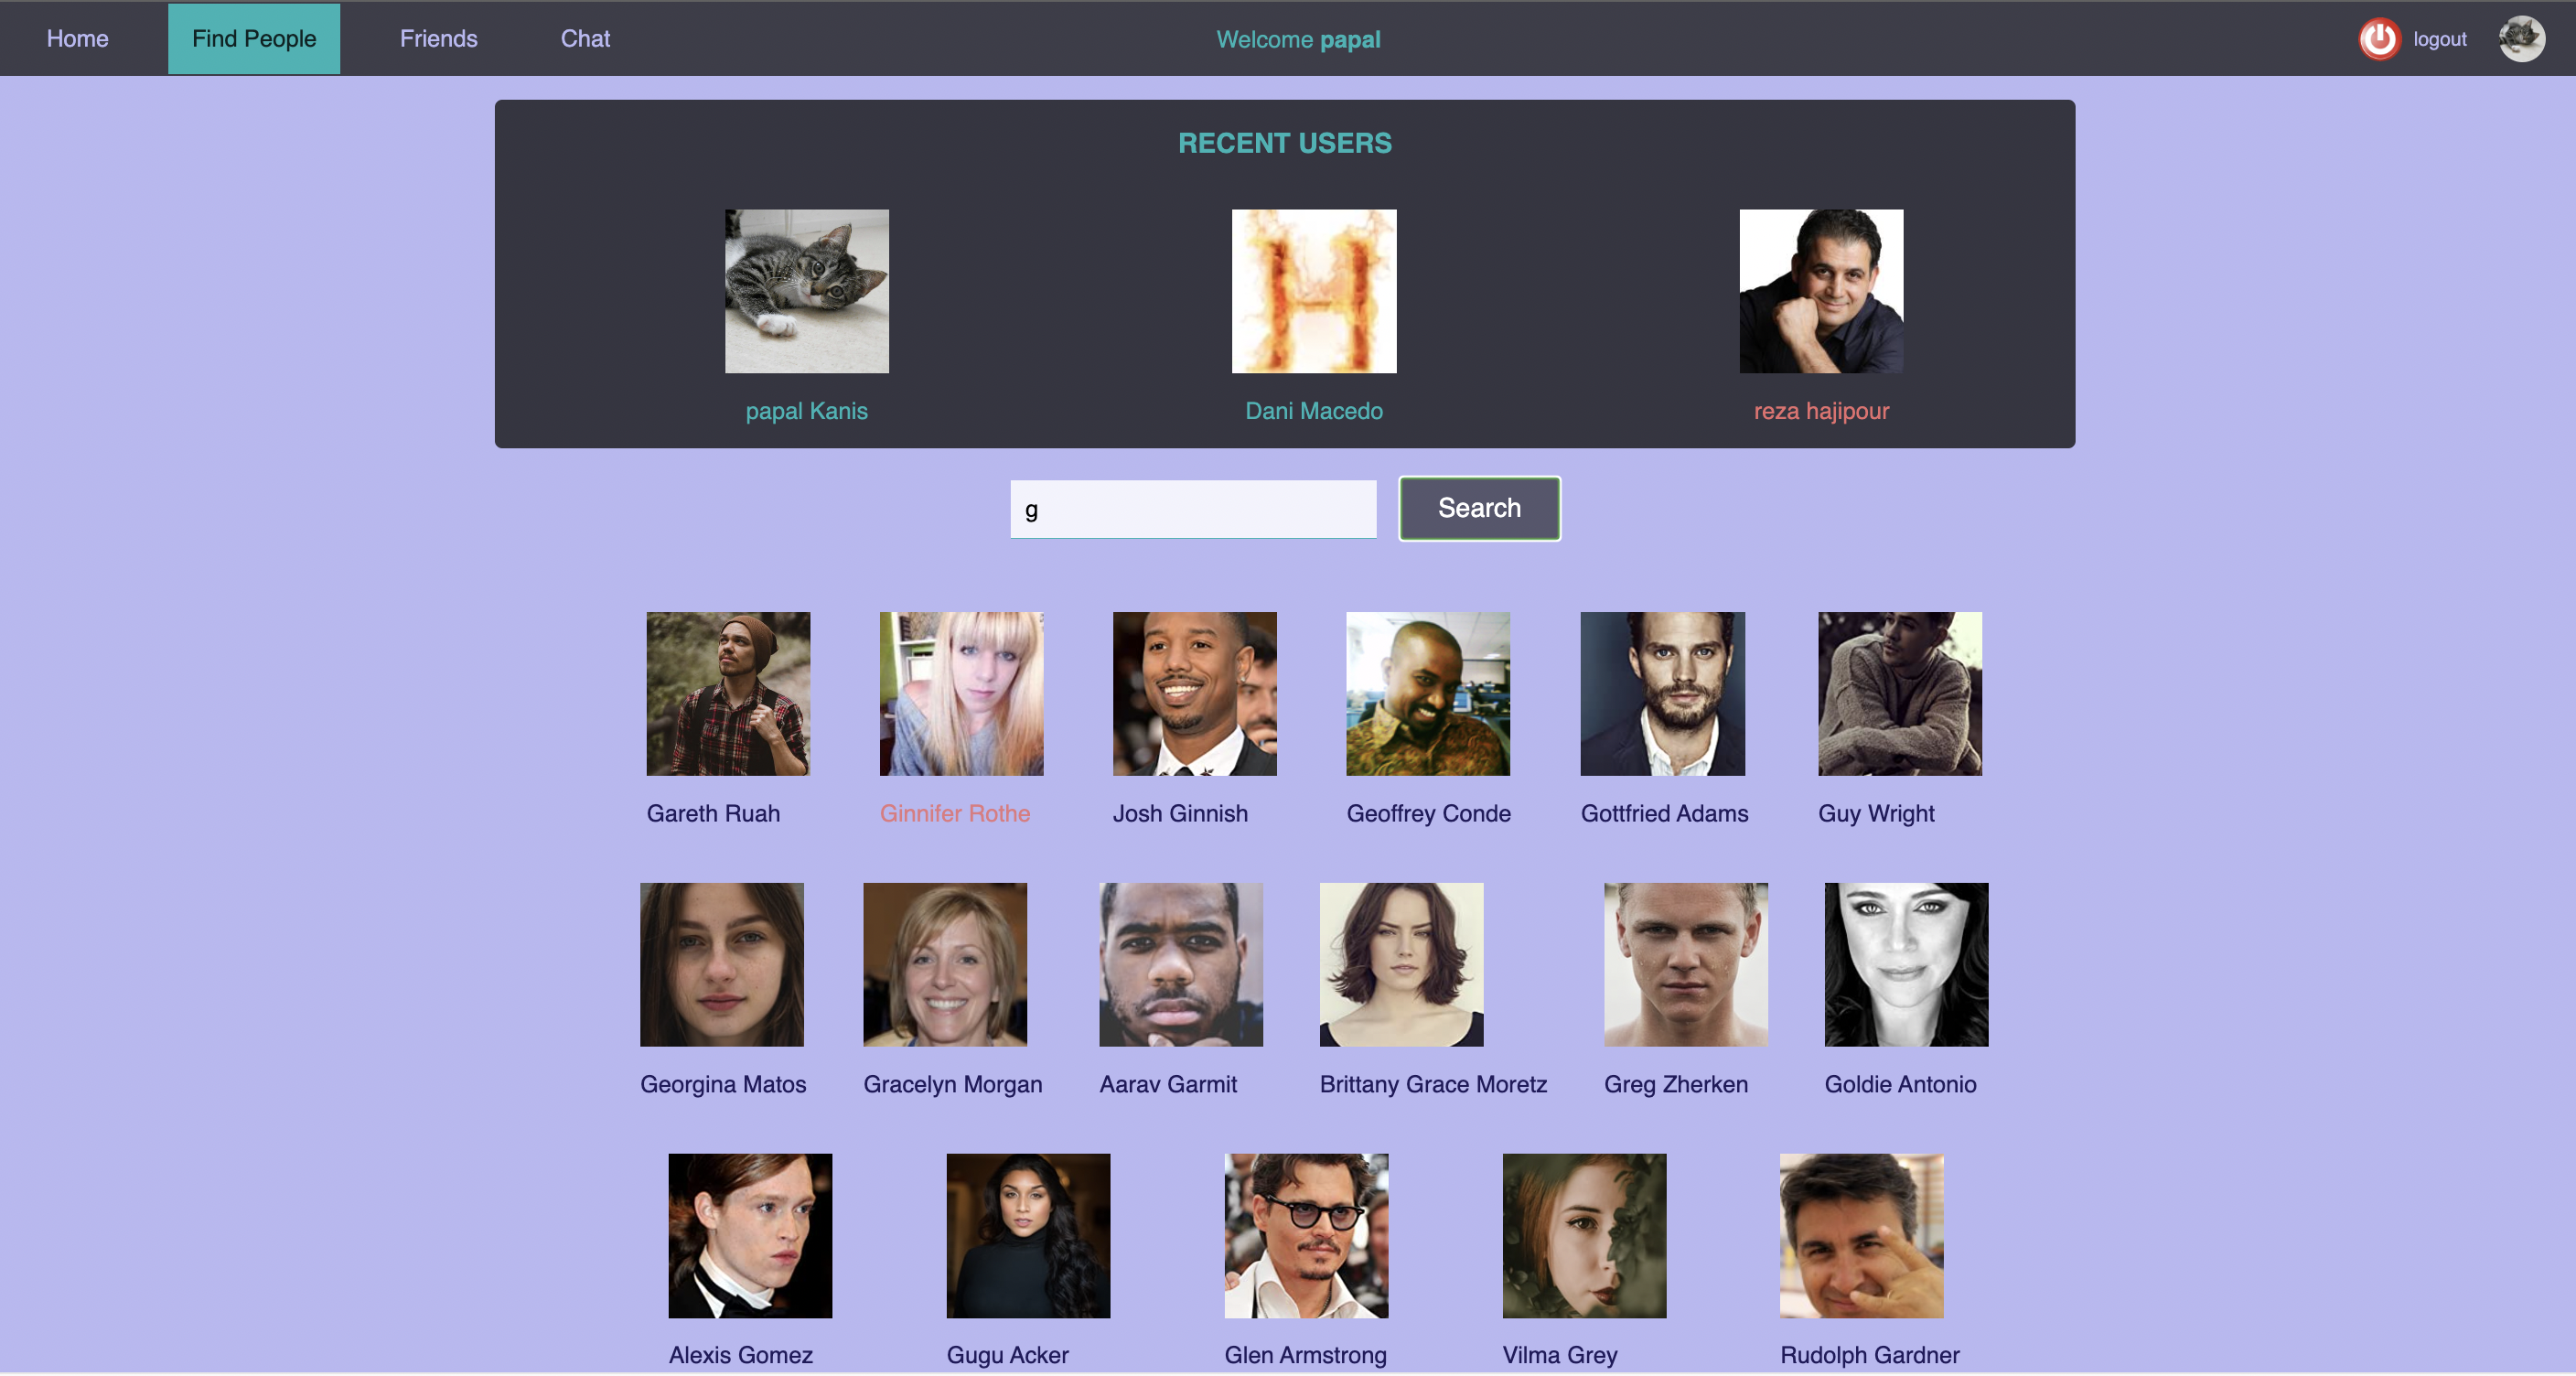 Home Find People Friends Chat Welcome papal logout
RECENT USERS
H
papal Kanis Dani Macedo reza hajipour
g Search
Gareth Ruah Ginnifer Rothe Josh Ginnish Geoffrey Conde Gottfried Adams Guy Wright
Georgina Matos Gracelyn Morgan Aarav Garmit Brittany Grace Moretz Greg Zherken Goldie Antonio
Alexis Gomez Gugu Acker Glen Armstrong Vilma Grey Rudolph Gardner